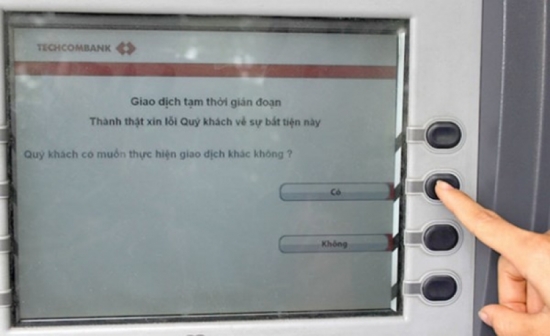 TECHCOMBANK
Giao dịch tạm thời gián đoạn
Thành thật xin lỗi Quý khách về sự bất tiện này
Quý khách có muốn thực hiện giao dịch khác không ?
Có
Không